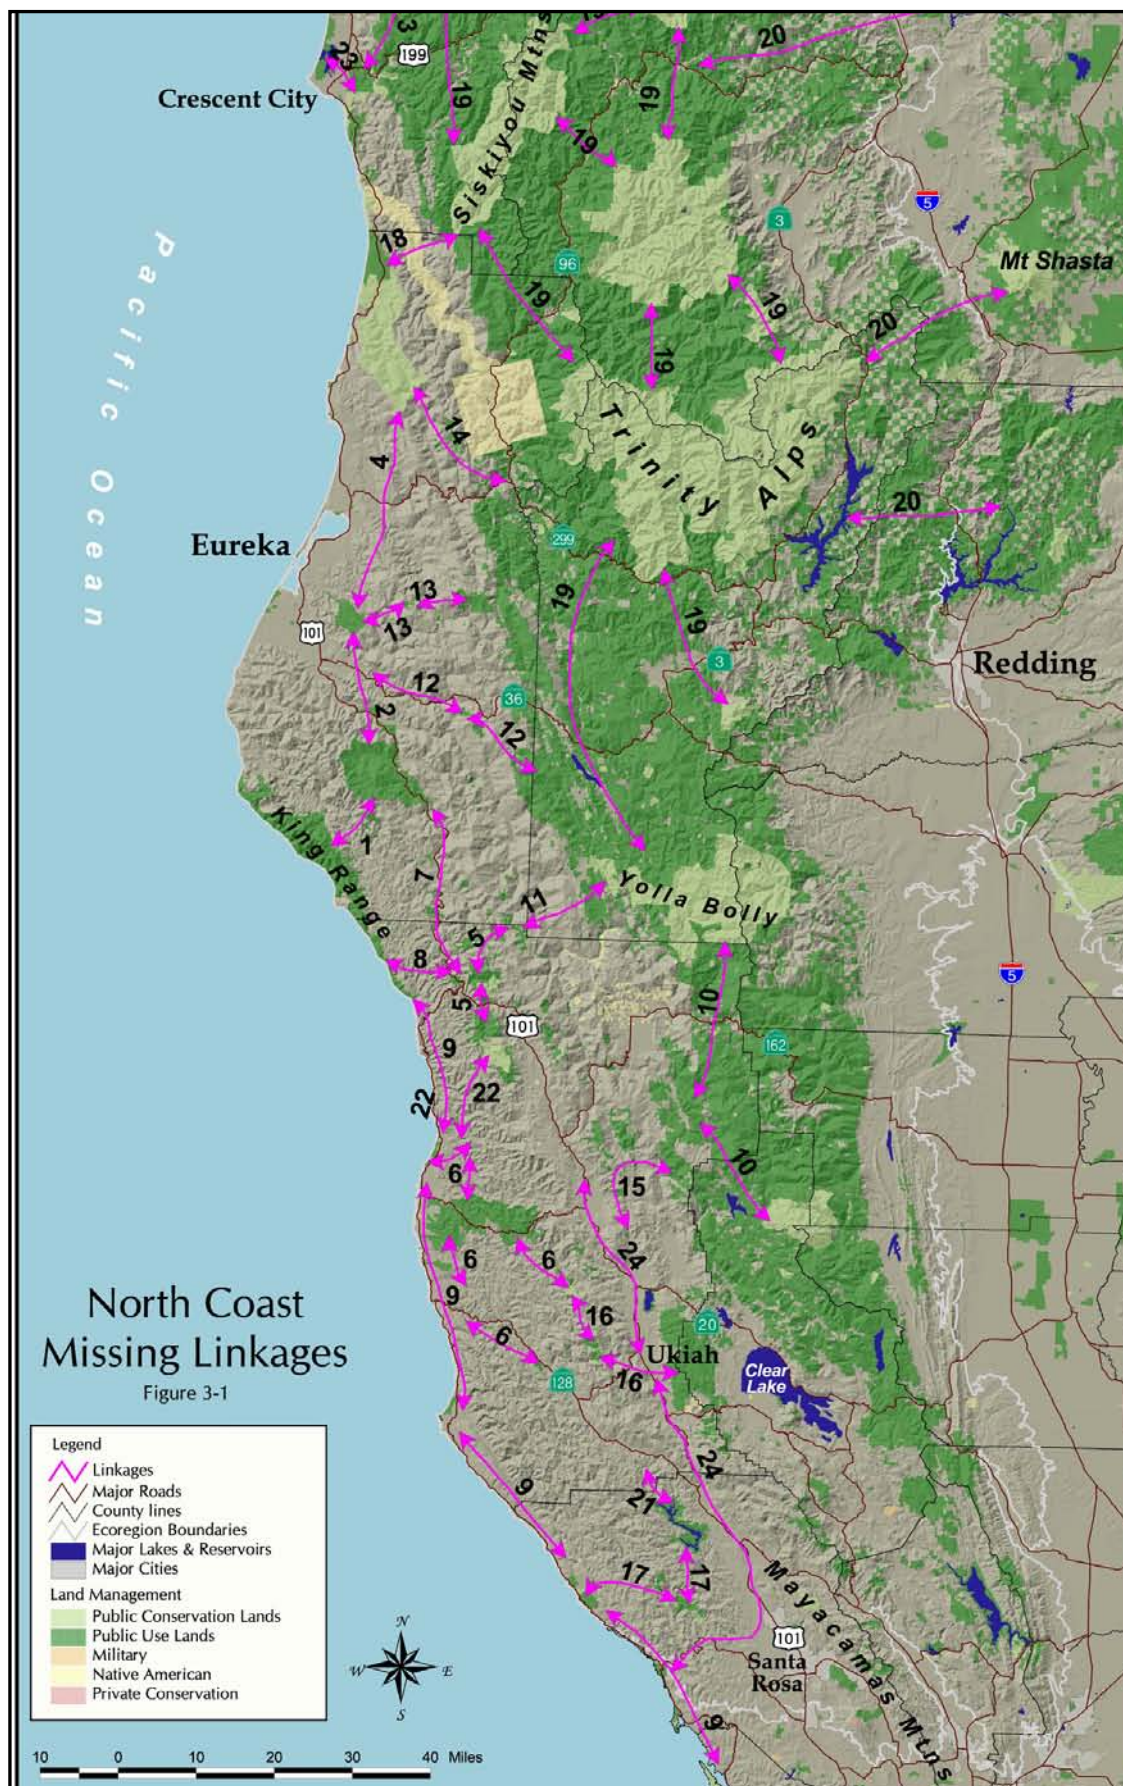 3
19
20
199
23
Crescent City
19
19
19
Siskiyou Mtns
5
3
Pacific Ocean
18
96
Mt Shasta
19
19
19
20
Trinity Alps
14
4
20
Eureka
299
13
13
19
19
101
3
Redding
12
36
2
12
King Range
1
7
Yolla Bolly
11
5
8
5
5
10
101
162
9
22
22
10
6
15
24
6
6
9
North Coast
Missing Linkages
Figure 3-1
16
20
6
Ukiah
Clear
Lake
16
128
24
9
21
17
17
Mayacamas Mtns
101
Santa
Rosa
9
Legend
Linkages
Major Roads
County lines
Ecoregion Boundaries
Major Lakes & Reservoirs
Major Cities
Land Management
Public Conservation Lands
Public Use Lands
Military
Native American
Private Conservation
N
W
E
S
10 0 10 20 30 40 Miles